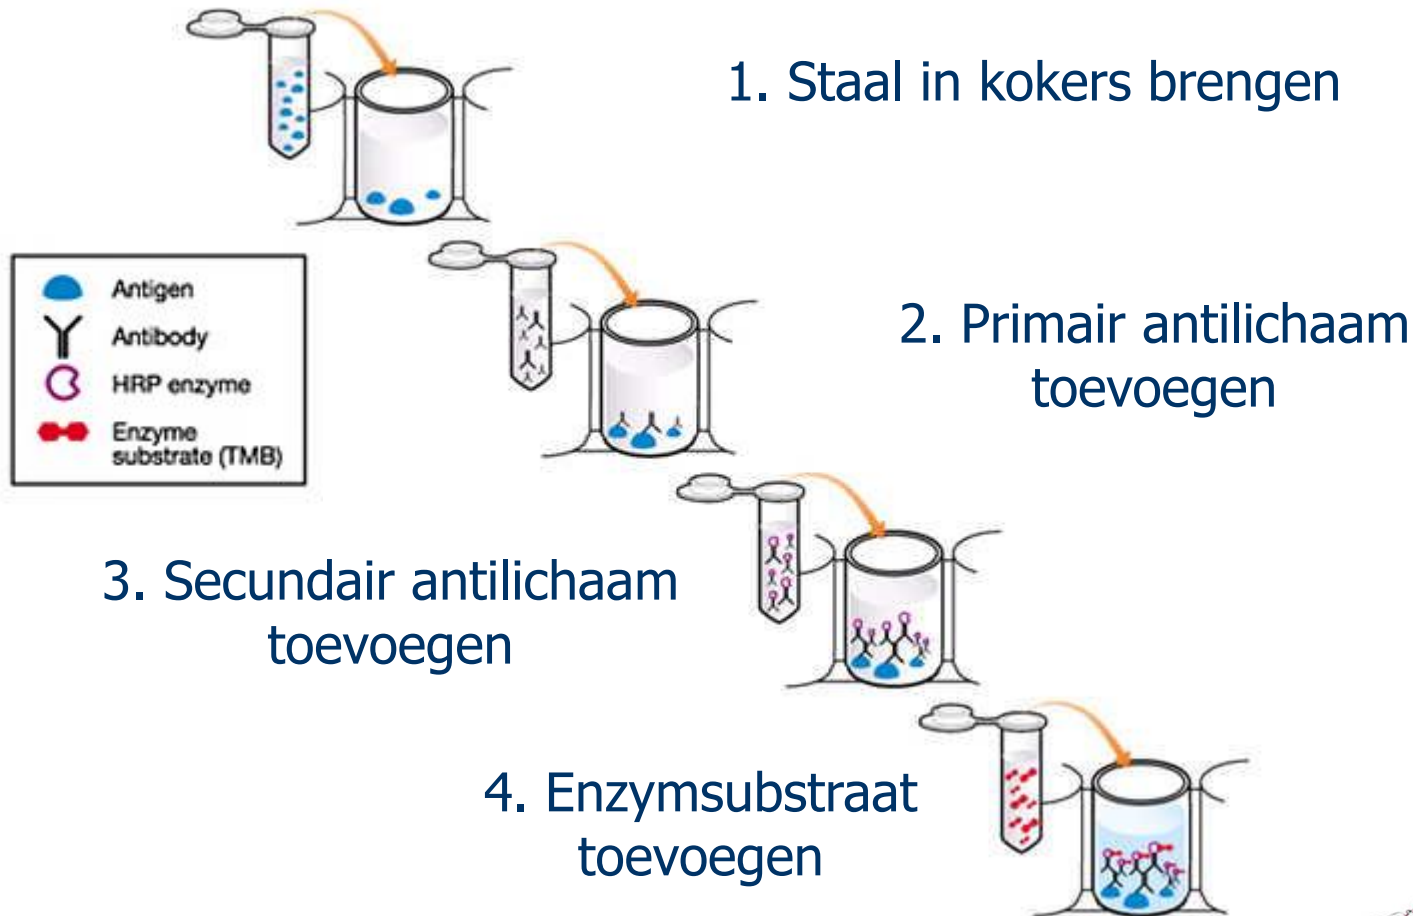 1. Staal in kokers brengen
Antigen
Antibody
HRP enzyme
Enzyme
substrate (TMB)
2. Primair antilichaam
toevoegen
3. Secundair antilichaam
toevoegen
4. Enzymsubstraat
toevoegen